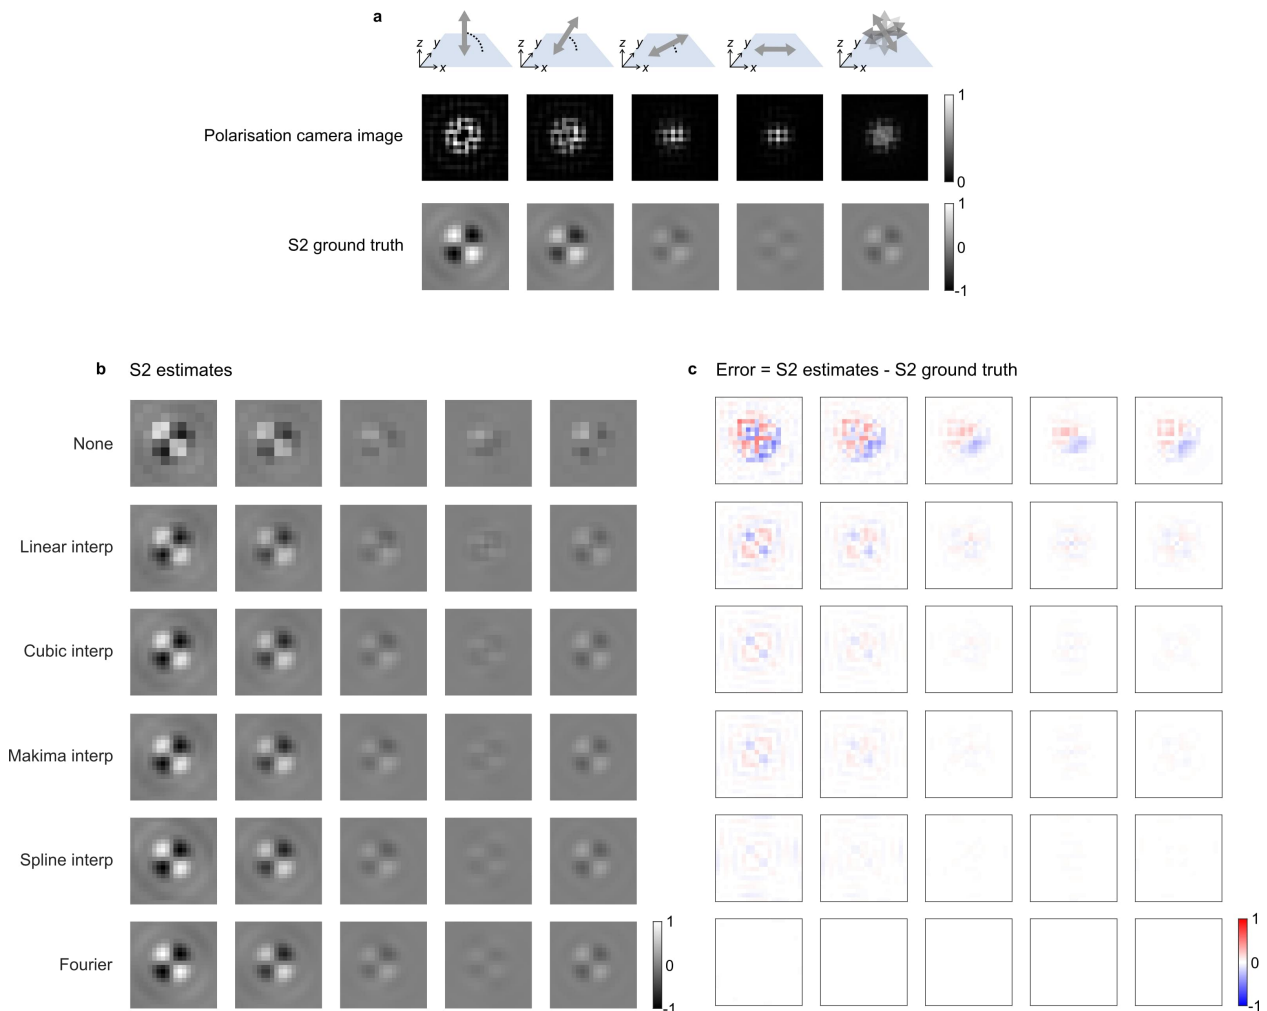 a
z y x
z y x
z y x
z y x
z y x
Polarisation camera image
1
0
S2 ground truth
1
0
-1
b S2 estimates
c Error = S2 estimates - S2 ground truth
None
Linear interp
Cubic interp
Makima interp
Spline interp
Fourier
1
0
-1
1
0
-1